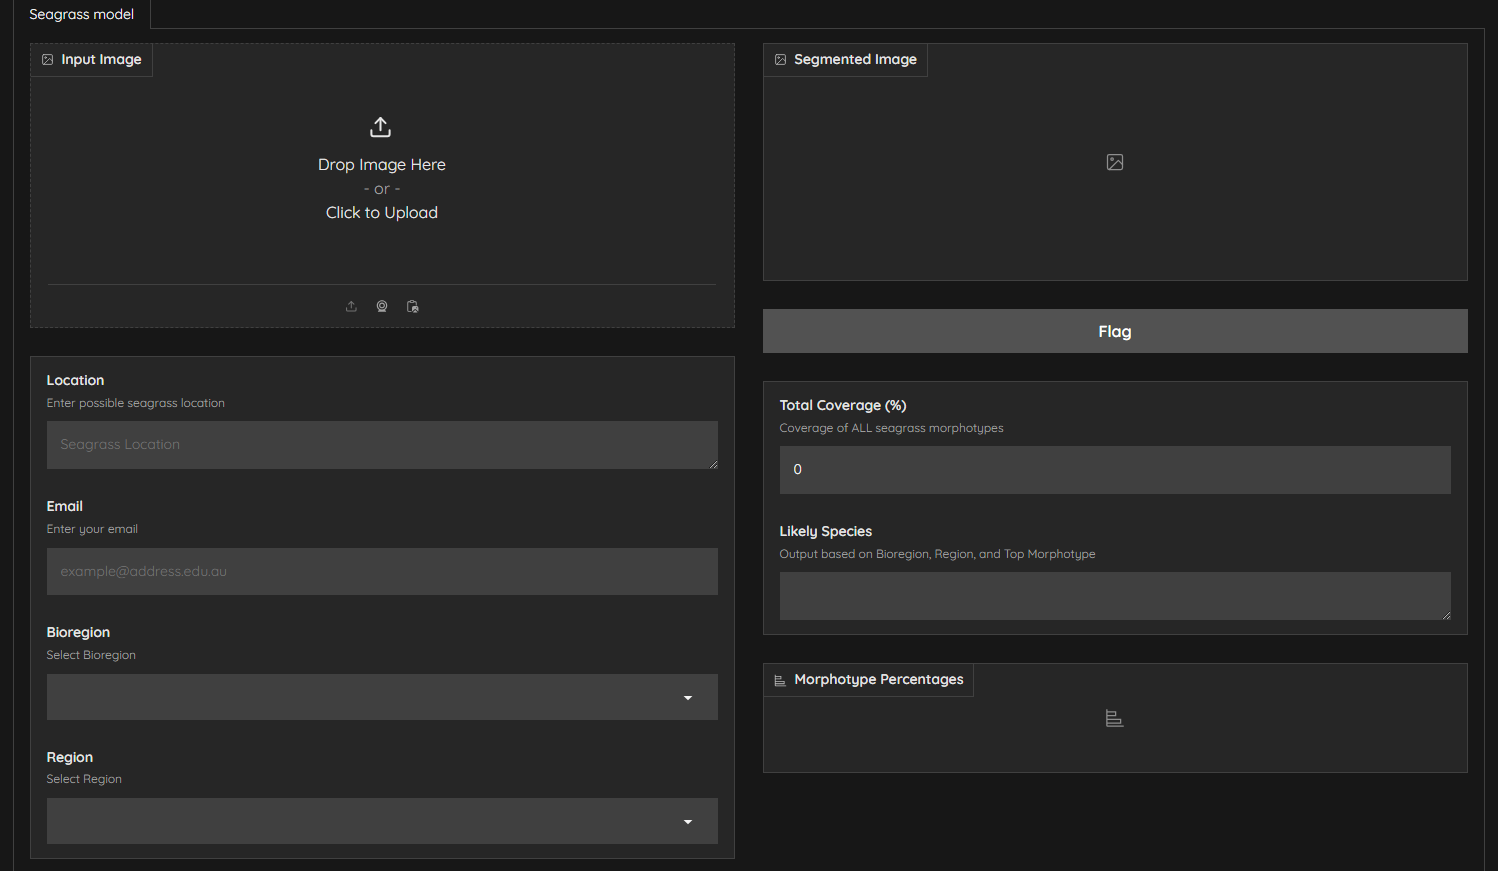 Seagrass model
Input Image
Drop Image Here
- or -
Click to Upload
Location
Enter possible seagrass location
Seagrass Location
Email
Enter your email
example@address.edu.au
Bioregion
Select Bioregion
Region
Select Region
Segmented Image
Flag
Total Coverage (%)
Coverage of ALL seagrass morphotypes
0
Likely Species
Output based on Bioregion, Region, and Top Morphotype
Morphotype Percentages